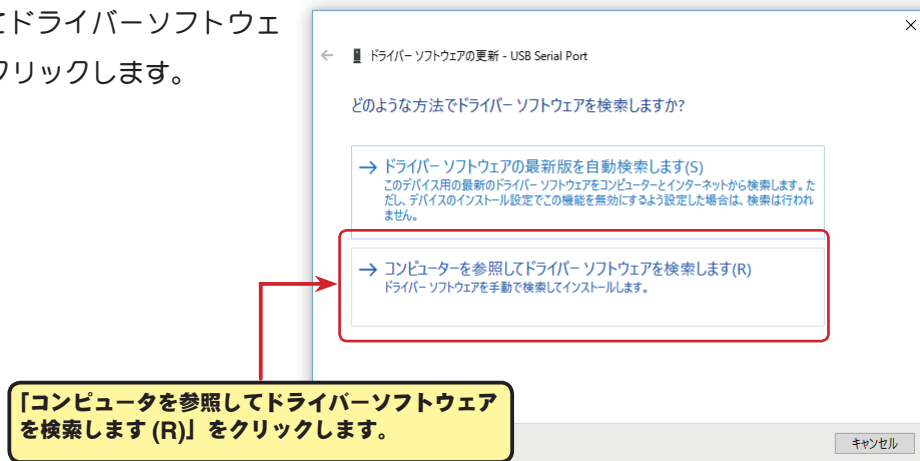 てドライバーソフトウェ
クリックします。
ドライバー ソフトウェアの更新 - USB Serial Port
どのような方法でドライバー ソフトウェアを検索しますか?
ドライバー ソフトウェアの最新版を自動検索します(S)
このデバイス用の最新のドライバー ソフトウェアをコンピューターとインターネットから検索します。た
だし、デバイスのインストール設定でこの機能を無効にするよう設定した場合は、検索は行われ
ません。
コンピューターを参照してドライバー ソフトウェアを検索します(R)
ドライバー ソフトウェアを手動で検索してインストールします。
「コンピュータを参照してドライバーソフトウェア
を検索します (R)」をクリックします。
キャンセル